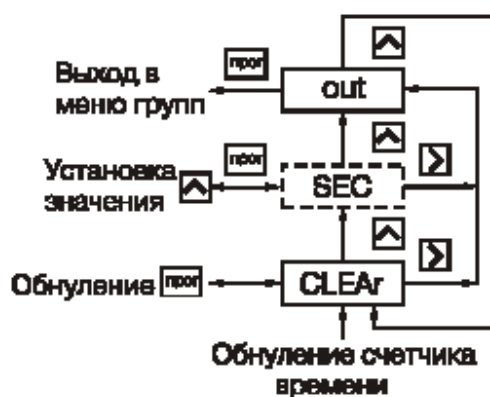 прог
Выход в
меню групп
out
прог
Установка
значения
SEC
Обнуление
прог
CLEAr
Обнуление счетчика
времени